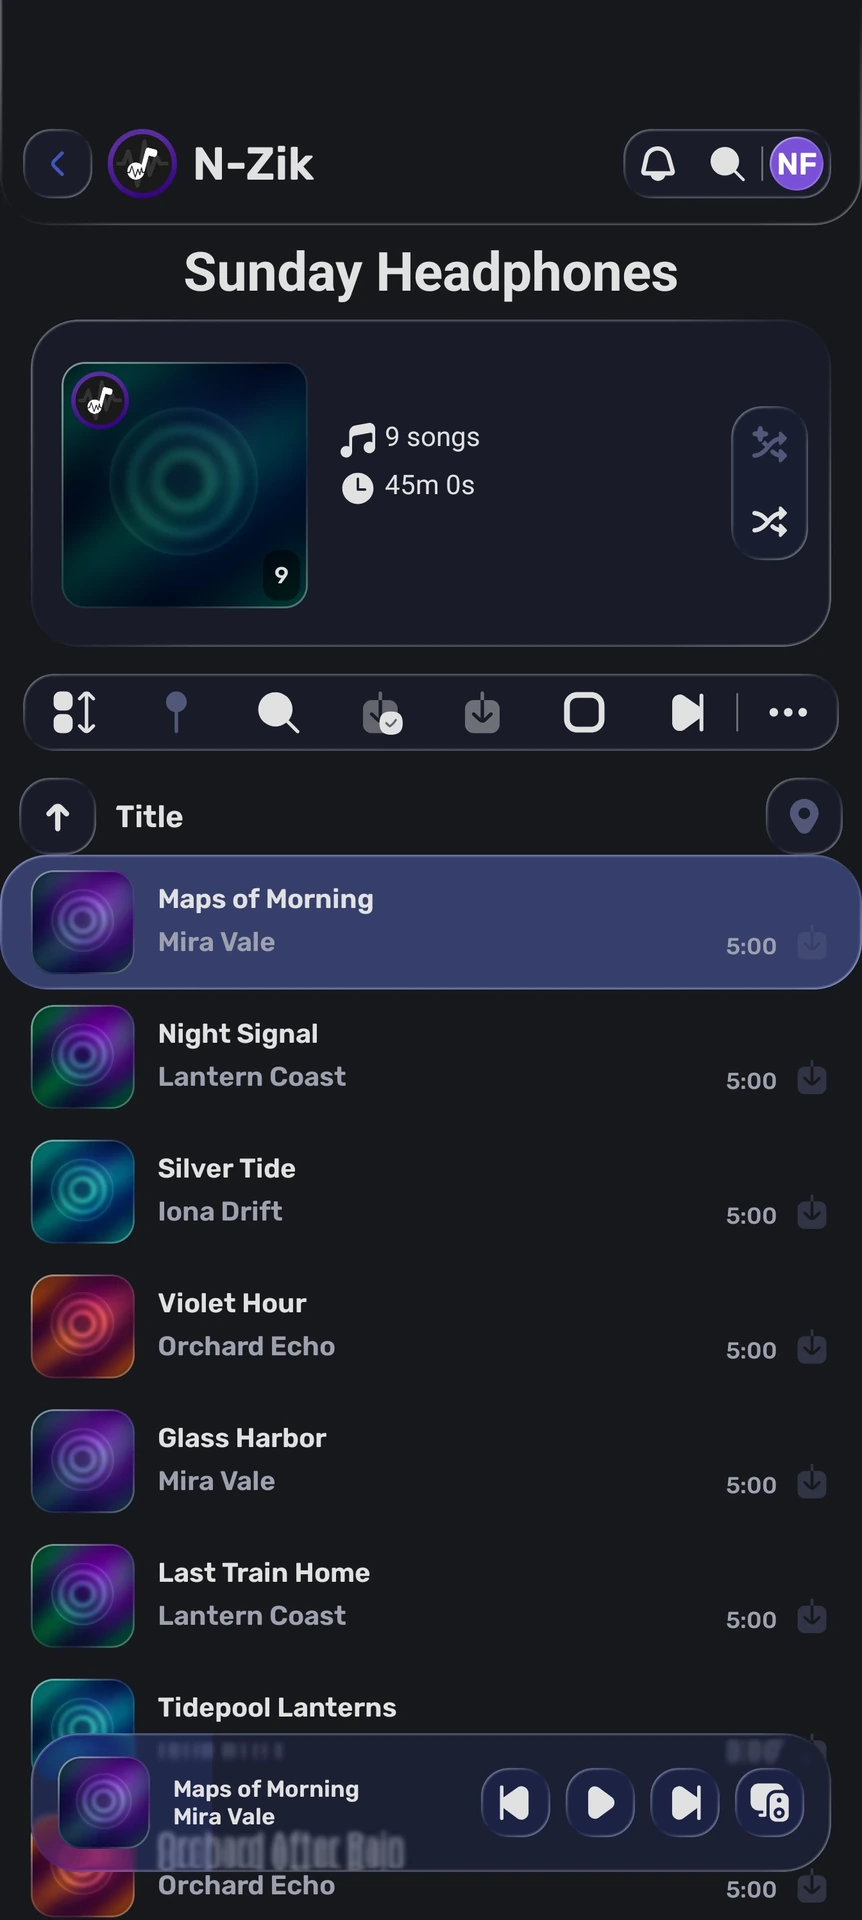 N-Zik
NF
Sunday Headphones
9 songs
45m 0s
9
Title
Maps of Morning
Mira Vale
5:00
Night Signal
Lantern Coast
5:00
Silver Tide
Iona Drift
5:00
Violet Hour
Orchard Echo
5:00
Glass Harbor
Mira Vale
5:00
Last Train Home
Lantern Coast
5:00
Tidepool Lanterns
Maps of Morning
Mira Vale
Orchard After Rain
Orchard Echo
5:00